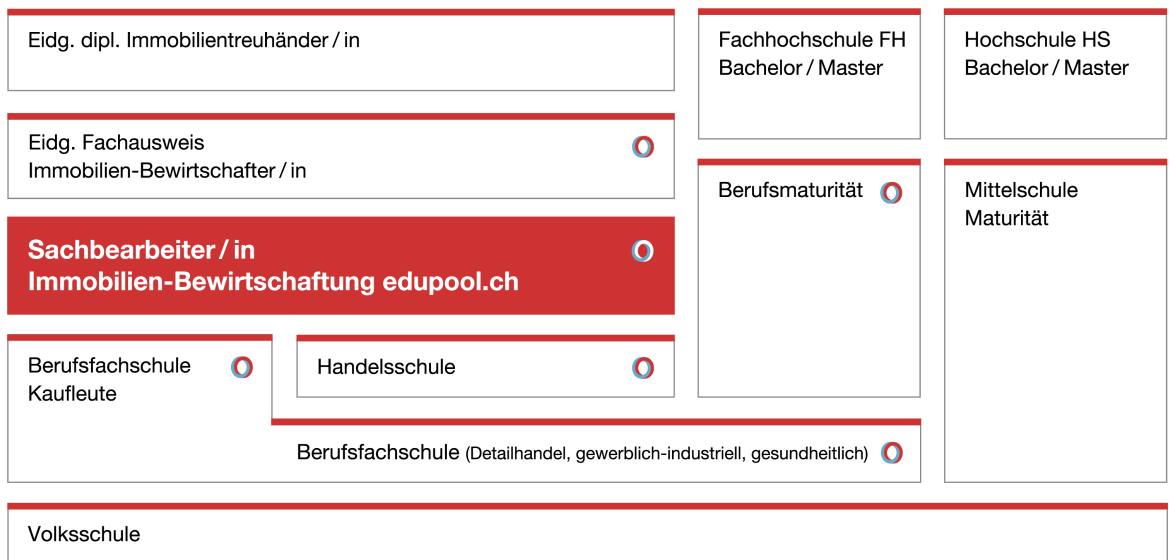 Eidg. dipl. Immobilientreuhänder / in
Fachhochschule FH
Bachelor / Master
Hochschule HS
Bachelor / Master
Eidg. Fachausweis
Immobilien-Bewirtschafter / in
Berufsmaturität
Mittelschule
Maturität
Sachbearbeiter / in
Immobilien-Bewirtschaftung edupool.ch
Berufsfachschule
Kaufleute
Handelsschule
Berufsfachschule (Detailhandel, gewerblich-industriell, gesundheitlich)
Volksschule